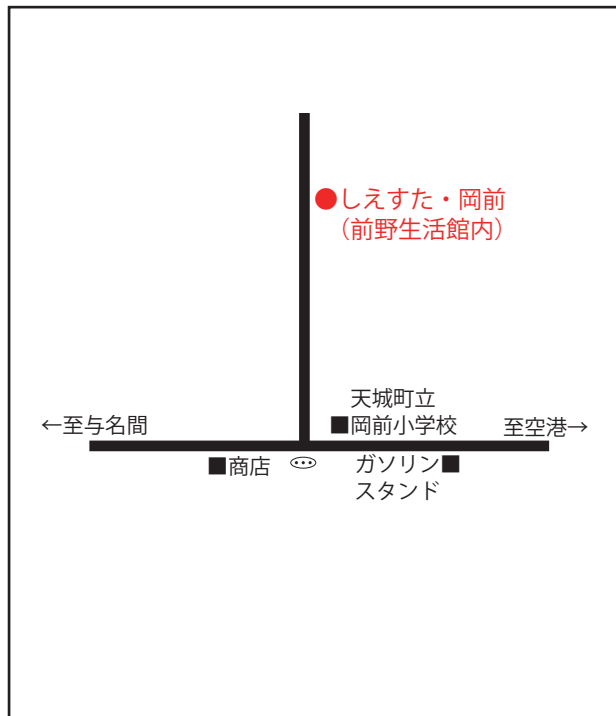 ●しえすた・岡前
（前野生活館内）
天城町立
■岡前小学校
←至与名間
至空港→
■商店
ガソリン■
スタンド